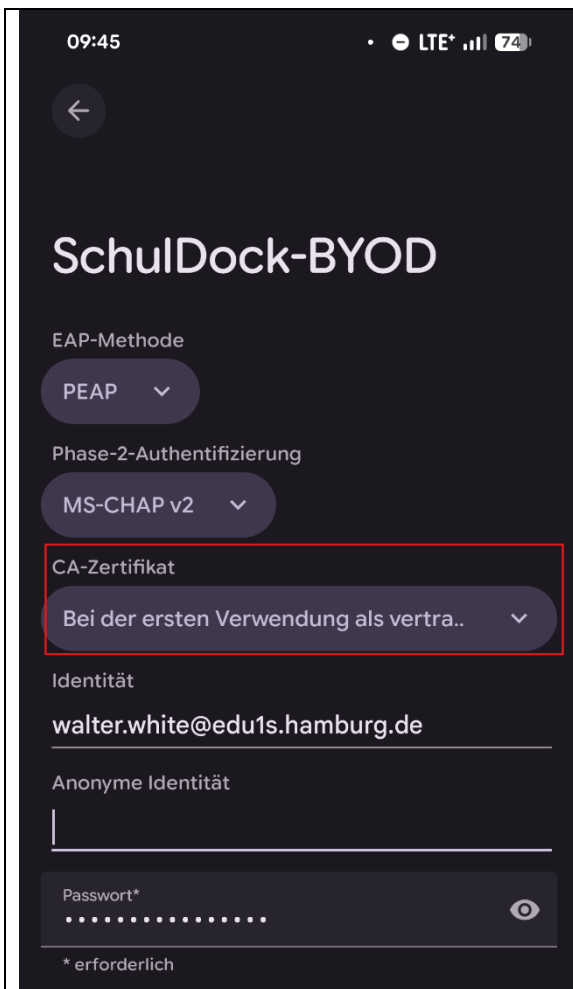 09:45
LTE+ 74
SchulDock-BYOD
EAP-Methode
PEAP
Phase-2-Authentifizierung
MS-CHAP v2
CA-Zertifikat
Bei der ersten Verwendung als vertra..
Identität
walter.white@edu1s.hamburg.de
Anonyme Identität
Passwort*
••••••••••••••••
* erforderlich